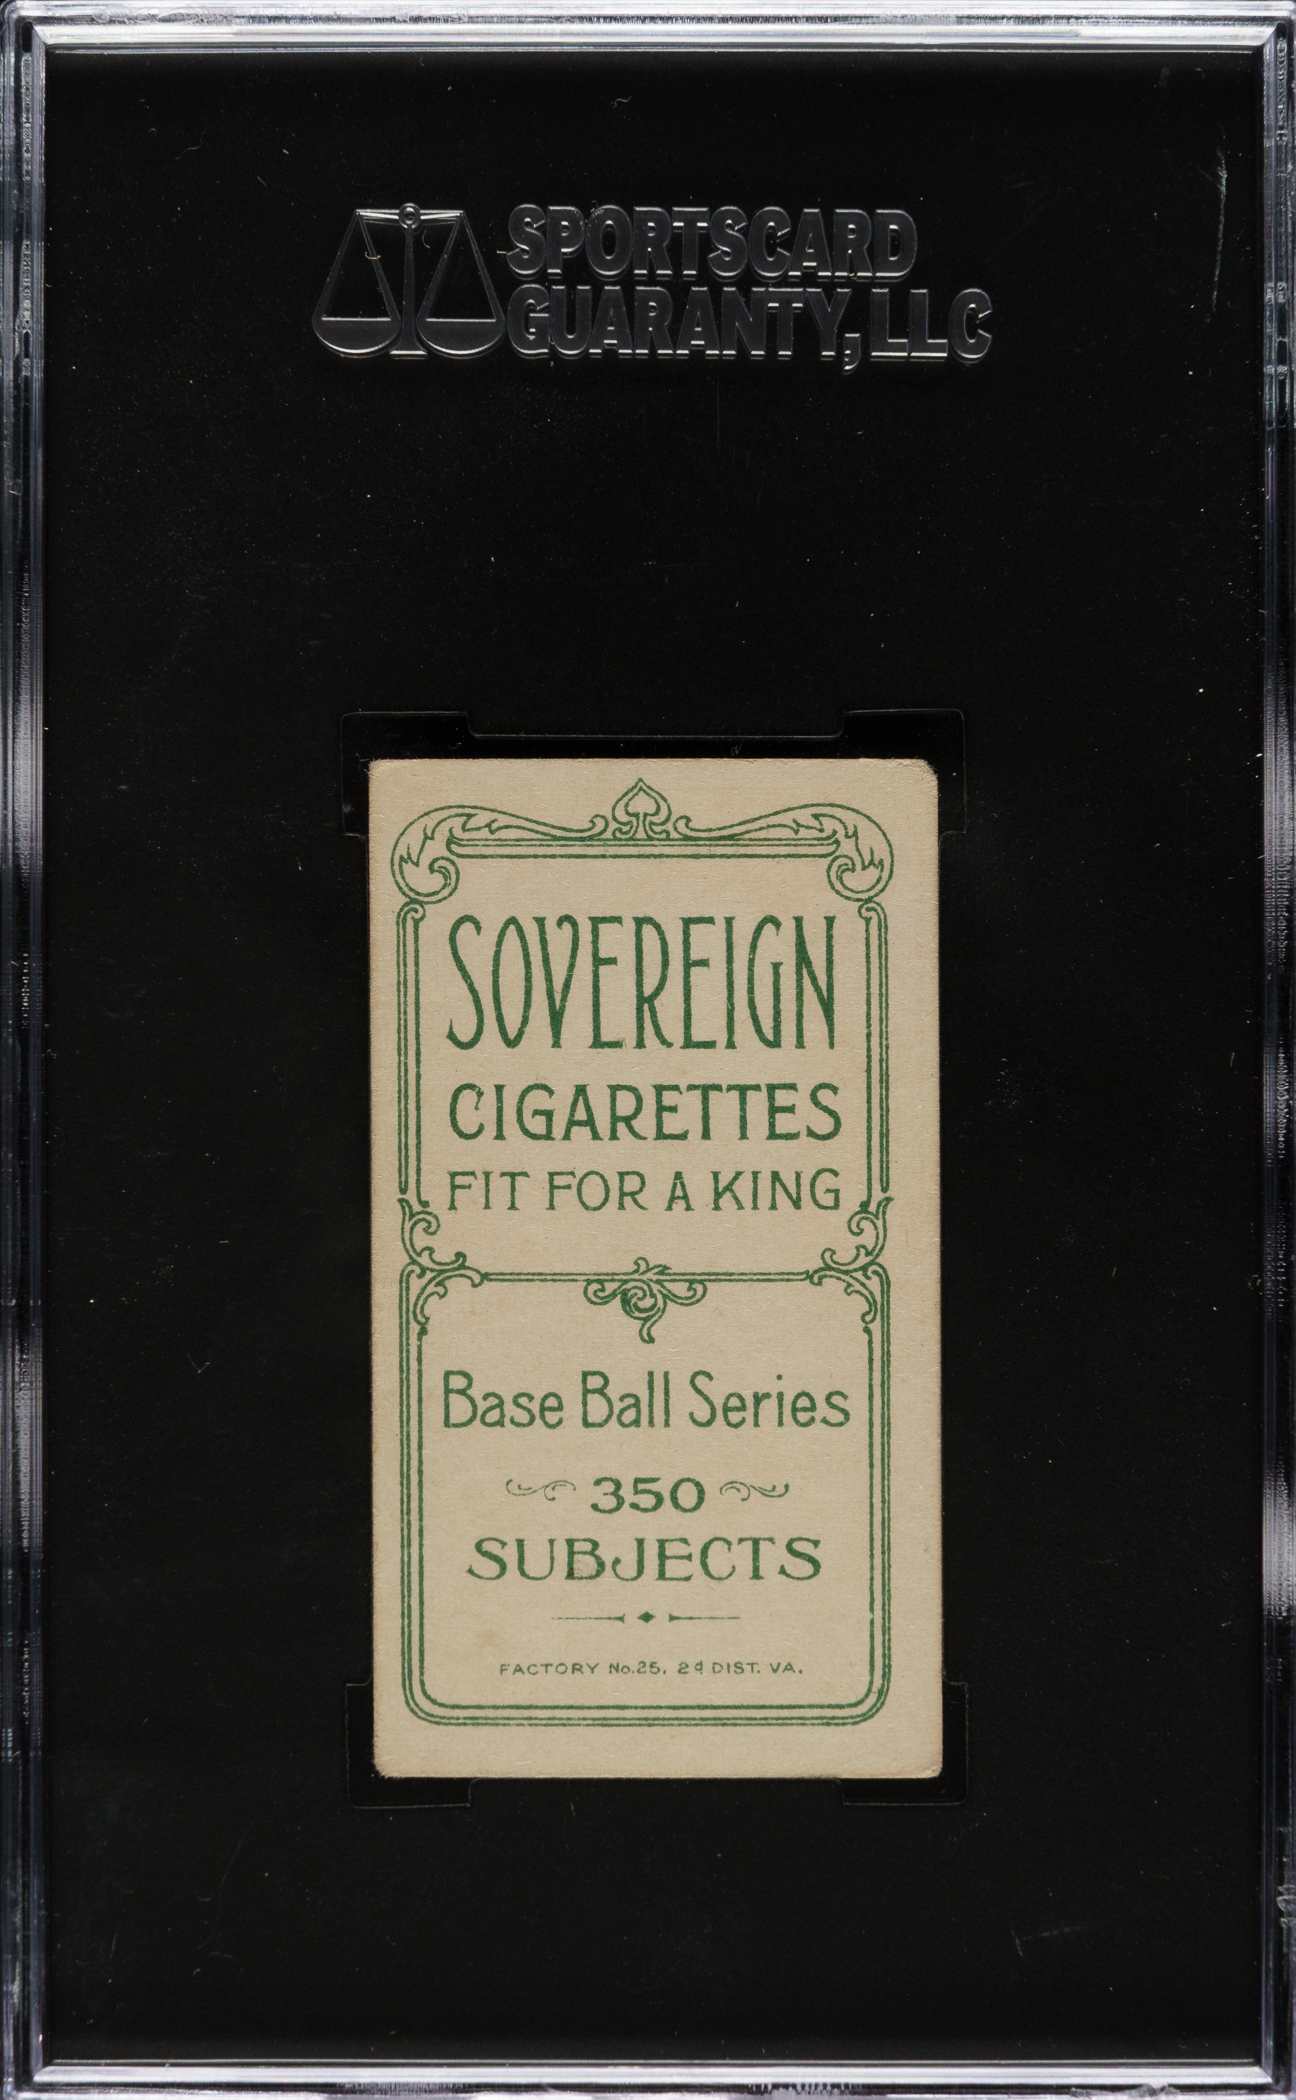 SPORTSCARD
GUARANTY, LLC
SOVEREIGN
CIGARETTES
FIT FOR A KING
Base Ball Series
350
SUBJECTS
FACTORY No. 25, 2d DIST. VA.